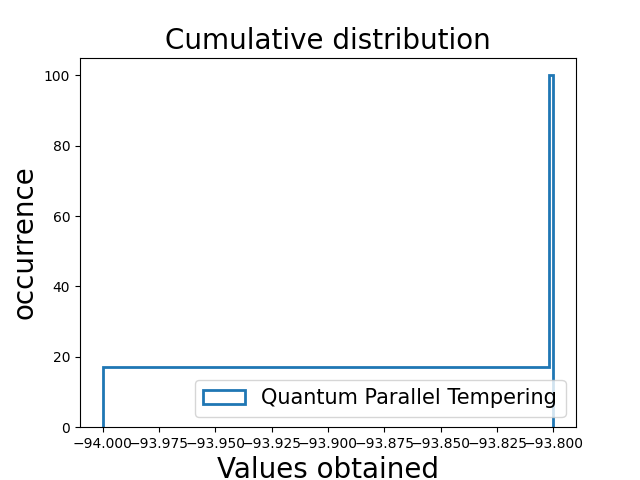 Cumulative distribution
100
80
60
40
20
0
occurrence
Quantum Parallel Tempering
−94.000 −93.975 −93.950 −93.925 −93.900 −93.875 −93.850 −93.825 −93.800
Values obtained